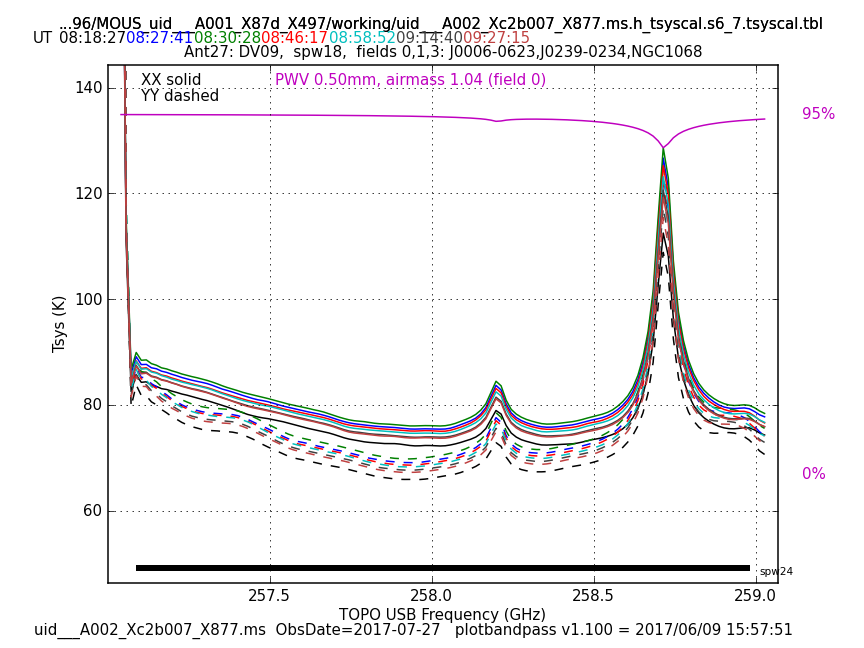 ...96/MOUS_uid___A001_X87d_X497/working/uid___A002_Xc2b007_X877.ms.h_tsyscal.s6_7.tsyscal.tbl
UT 08:18:27 08:27:41 08:30:28 08:46:17 08:58:52 09:14:40 09:27:15
Ant27: DV09,  spw18,  fields 0,1,3: J0006-0623,J0239-0234,NGC1068
XX solid
YY dashed
PWV 0.50mm, airmass 1.04 (field 0)
95%
0%
140
120
100
80
60
Tsys (K)
spw24
257.5 258.0 258.5 259.0
TOPO USB Frequency (GHz)
uid___A002_Xc2b007_X877.ms  ObsDate=2017-07-27   plotbandpass v1.100 = 2017/06/09 15:57:51